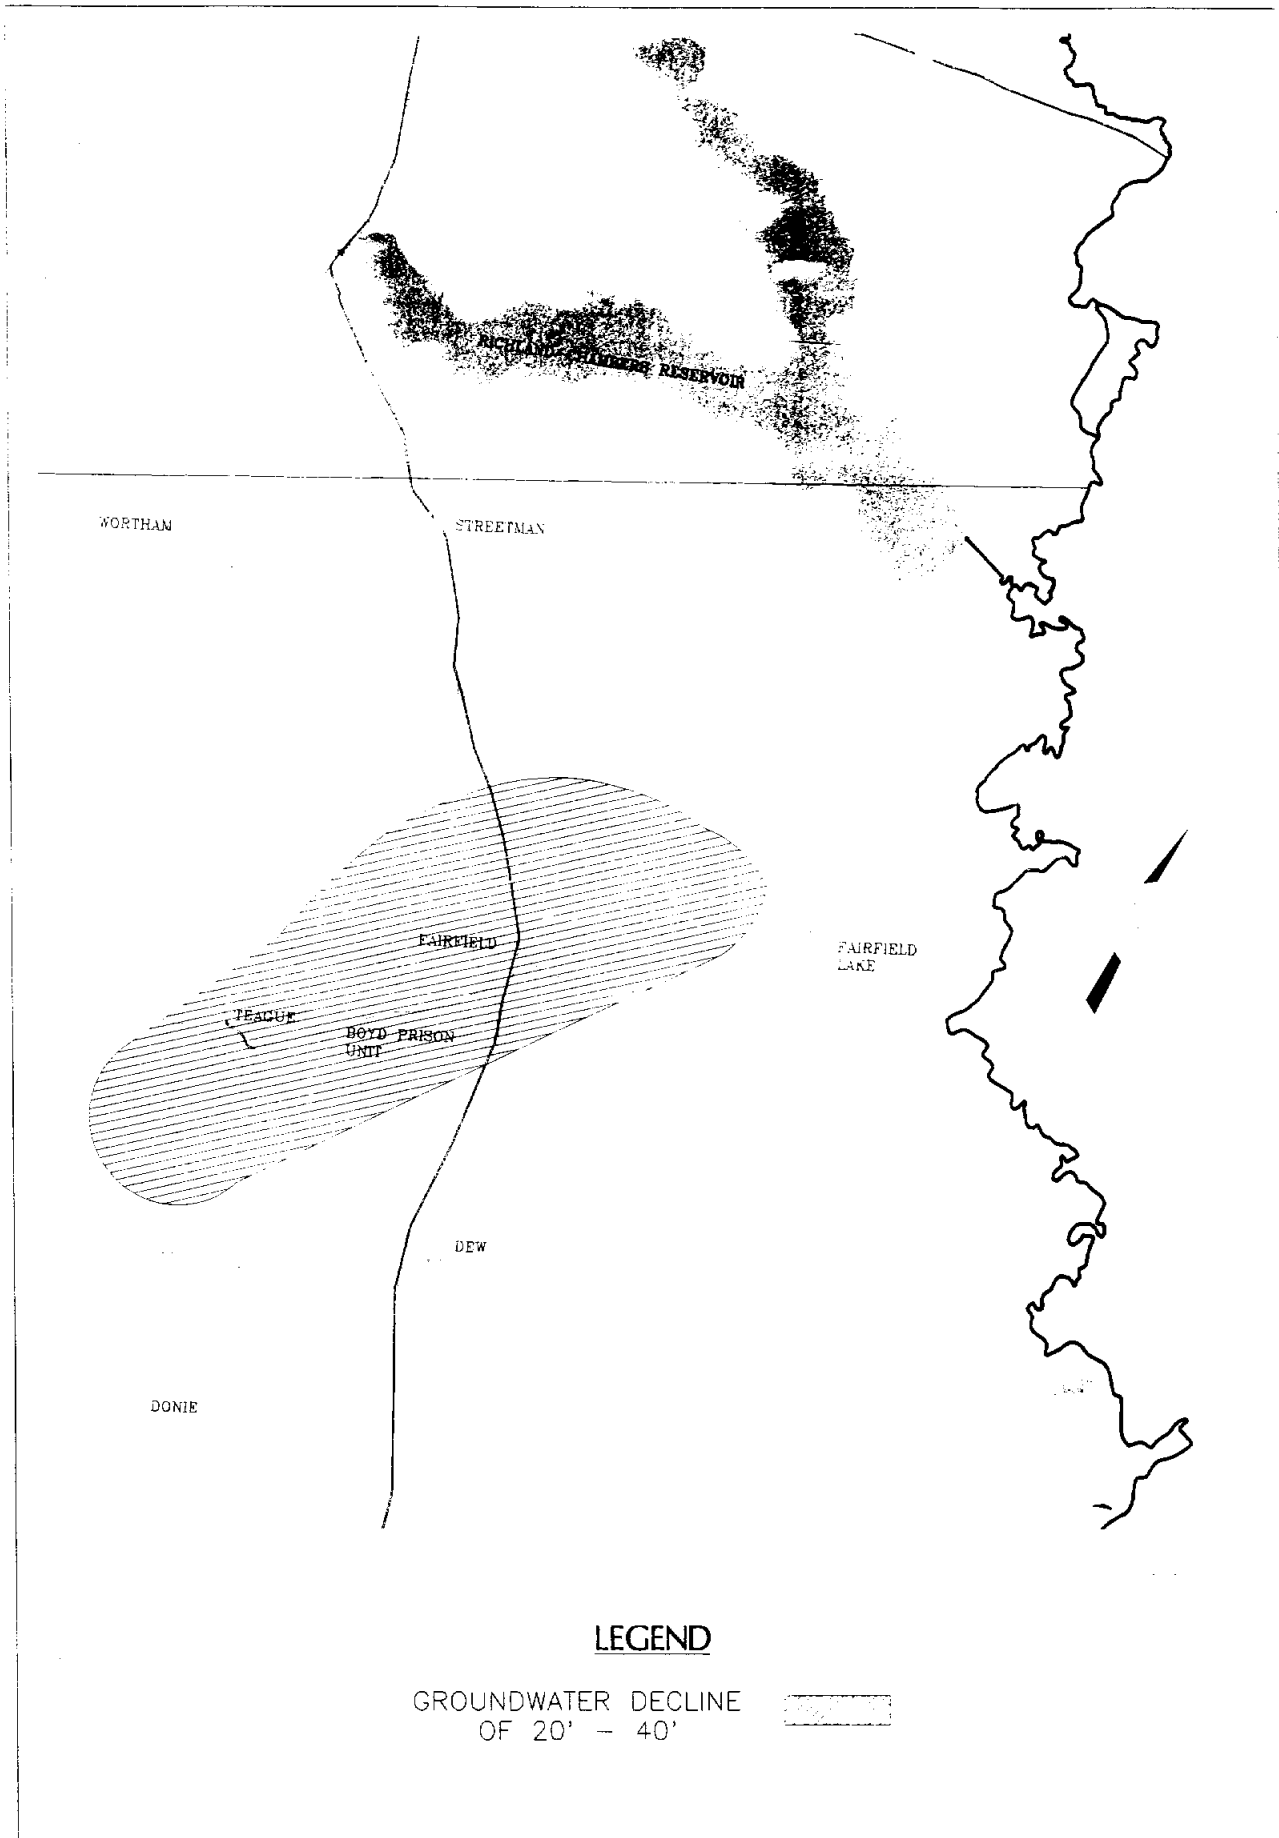 RICHLAND-CHAMBERS RESERVOIR
WORTHAM
STREETMAN
FAIRFIELD
FAIRFIELD
LAKE
TEAGUE
BOYD PRISON
UNIT
DEW
DONIE
LEGEND
GROUNDWATER DECLINE
OF 20' – 40'